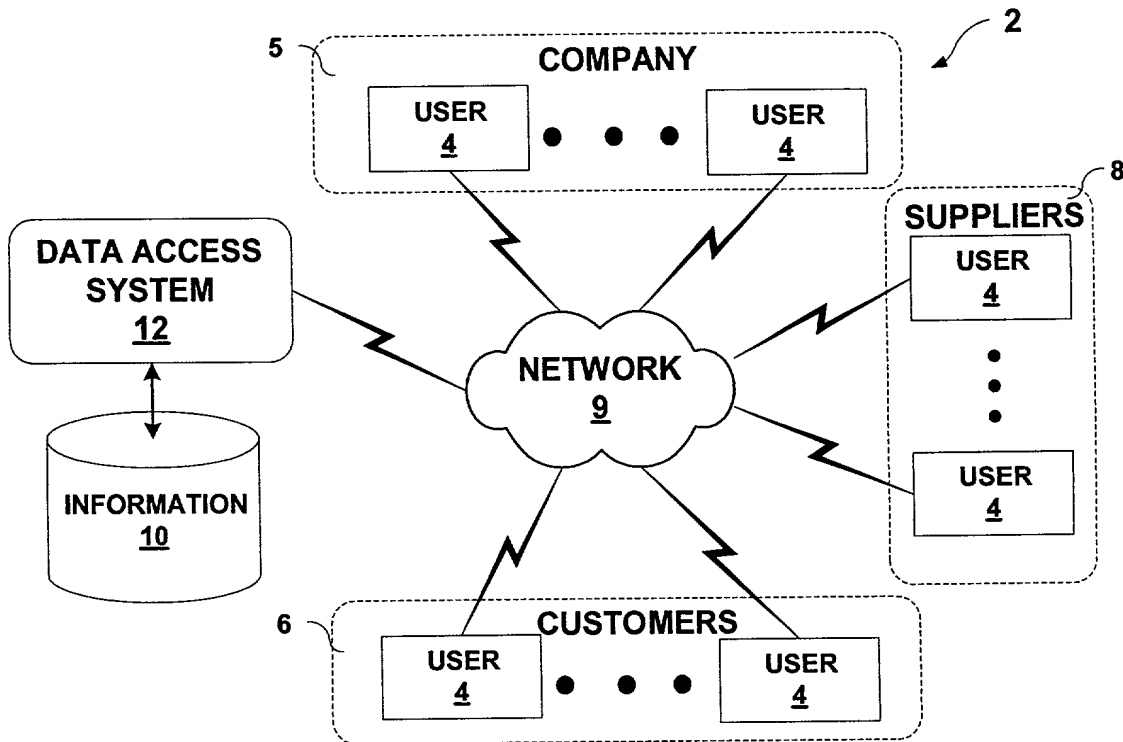 2
5
COMPANY
USER
4
USER
4
8
SUPPLIERS
USER
4
USER
4
DATA ACCESS
SYSTEM
12
NETWORK
9
INFORMATION
10
6
CUSTOMERS
USER
4
USER
4